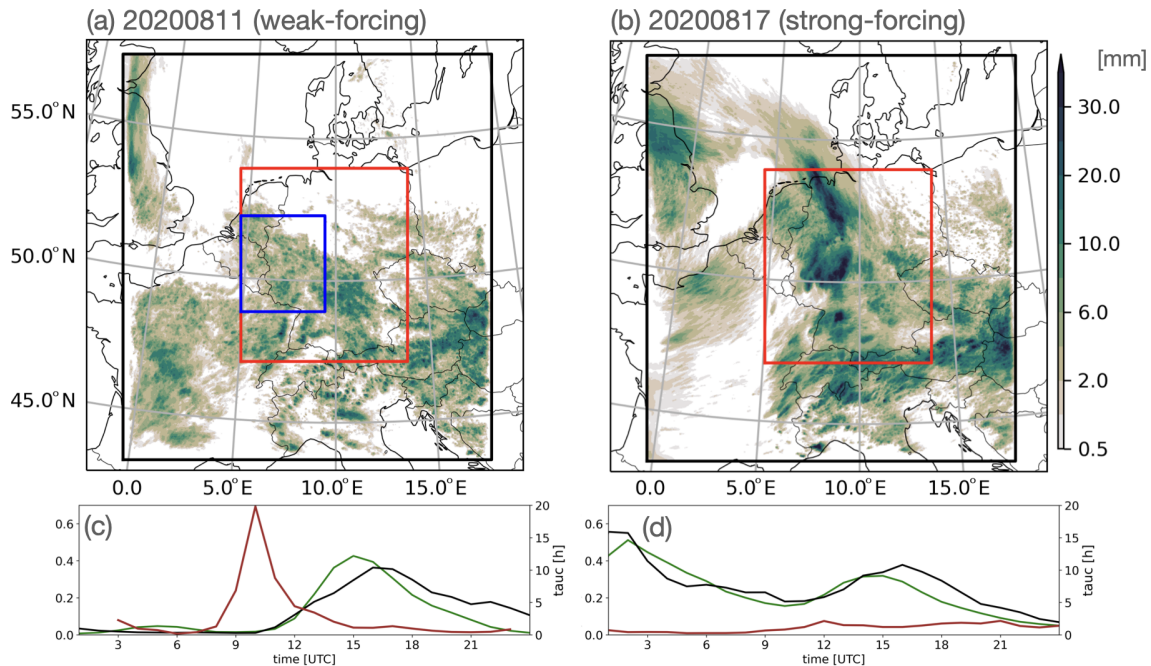 (a) 20200811 (weak-forcing)
(b) 20200817 (strong-forcing)
[mm]
55.0°N
50.0°N
45.0°N
30.0
20.0
10.0
6.0
2.0
0.5
0.0 5.0°E 10.0°E 15.0°E
0.0 5.0°E 10.0°E 15.0°E
(c)
0.6
0.4
0.2
0.0
20
15
10
5
0
tauc [h]
3 6 9 12 15 18 21
time [UTC]
(d)
0.6
0.4
0.2
0.0
20
15
10
5
0
tauc [h]
3 6 9 12 15 18 21
time [UTC]